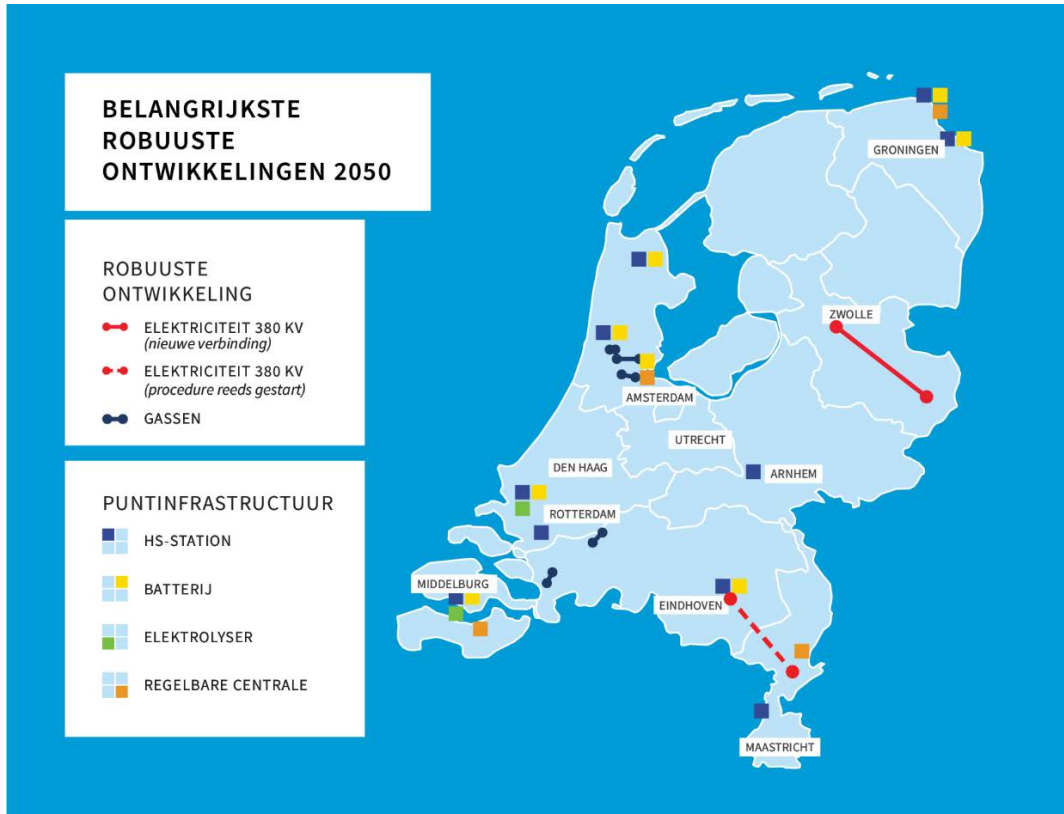 BELANGRIJKSTE
ROBUUSTE
ONTWIKKELINGEN 2050
ROBUUSTE
ONTWIKKELING
ELEKTRICITEIT 380 KV
(nieuwe verbinding)
ELEKTRICITEIT 380 KV
(procedure reeds gestart)
GASSEN
PUNTINFRASTRUCTUUR
HS-STATION
BATTERIJ
ELEKTROLYSER
REGELBARE CENTRALE
GRONINGEN
ZWOLLE
AMSTERDAM
UTRECHT
DEN HAAG
ARNHEM
ROTTERDAM
MIDDELBURG
EINDHOVEN
MAASTRICHT